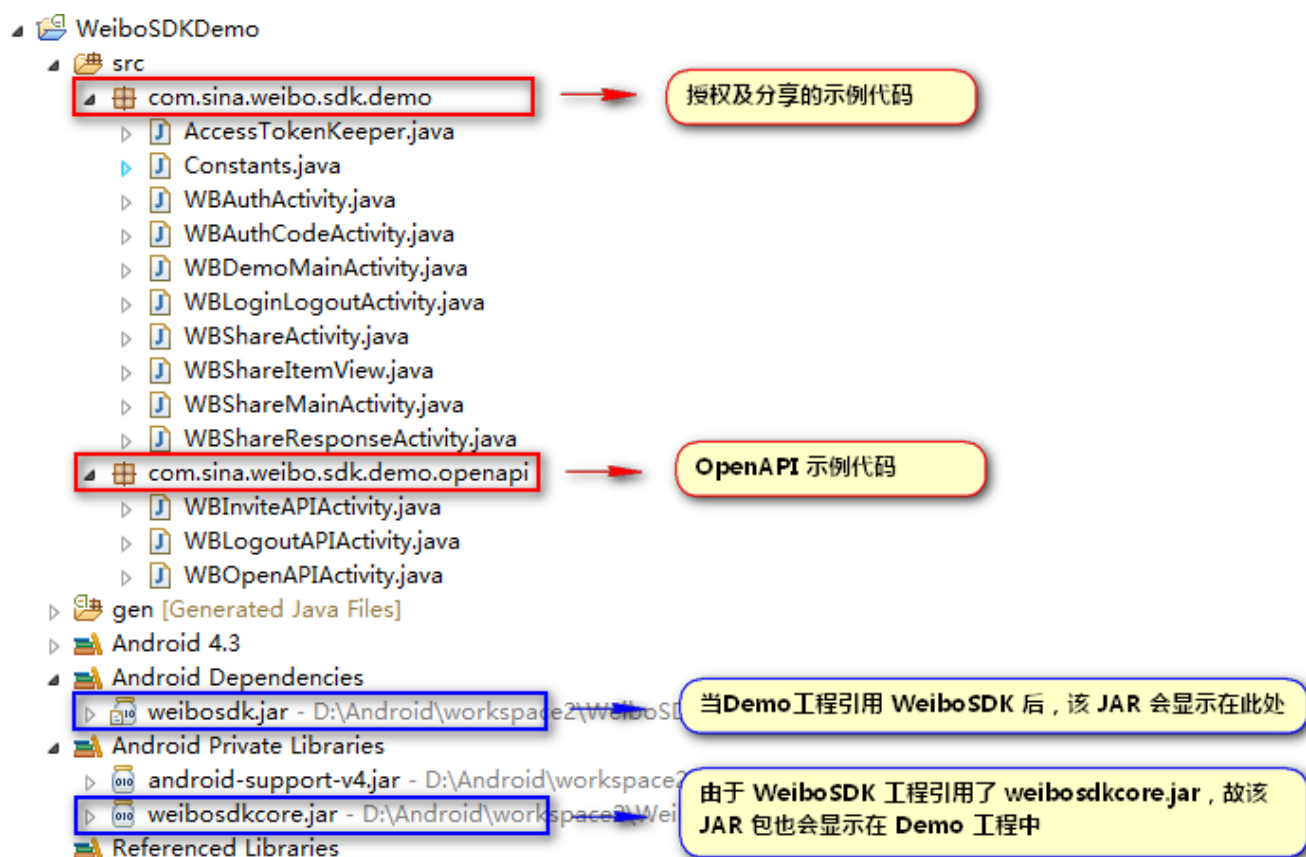 WeiboSDKDemo
src
com.sina.weibo.sdk.demo
授权及分享的示例代码
AccessTokenKeeper.java
Constants.java
WBAuthActivity.java
WBAuthCodeActivity.java
WBDemoMainActivity.java
WBLoginLogoutActivity.java
WBShareActivity.java
WBShareItemView.java
WBShareMainActivity.java
WBShareResponseActivity.java
com.sina.weibo.sdk.demo.openapi
OpenAPI 示例代码
WBInviteAPIActivity.java
WBLogoutAPIActivity.java
WBOpenAPIActivity.java
gen [Generated Java Files]
Android 4.3
Android Dependencies
weibosdk.jar - D:\Android\workspace2\WeiboSD
当Demo工程引用 WeiboSDK 后，该 JAR 会显示在此处
Android Private Libraries
android-support-v4.jar - D:\Android\workspace2
weibosdkcore.jar - D:\Android\workspace2\Wei
由于 WeiboSDK 工程引用了 weibosdkcore.jar，故该
JAR 包也会显示在 Demo 工程中
Referenced Libraries